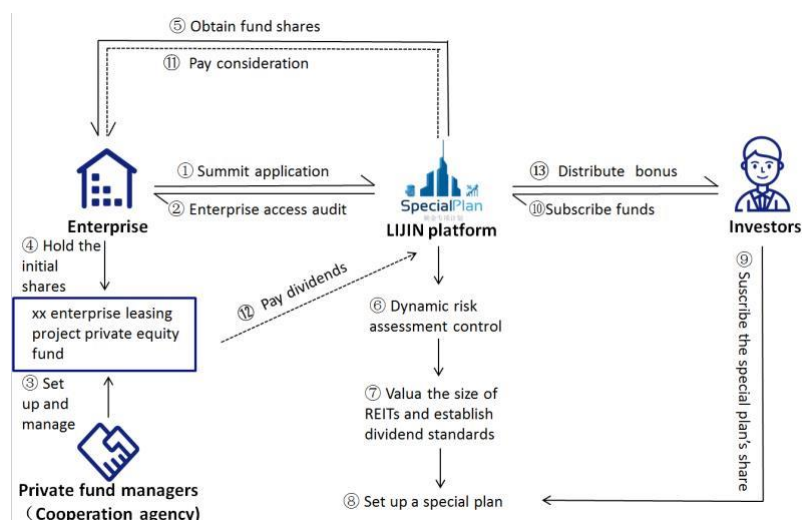 ⑤ Obtain fund shares
⑪ Pay consideration
① Summit application
② Enterprise access audit
SpecialPlan
⑬ Distribute bonus
⑩Subscribe funds
Enterprise
LIJIN platform
Investors
④ Hold the
initial
shares
⑫ Pay dividends
⑥ Dynamic risk
assessment control
⑨ Suscribe the special plan's share
xx enterprise leasing
project private equity
fund
③ Set
up and
manage
⑦ Valua the size of
REITs and establish
dividend standards
Private fund managers
（Cooperation agency)
⑧ Set up a special plan